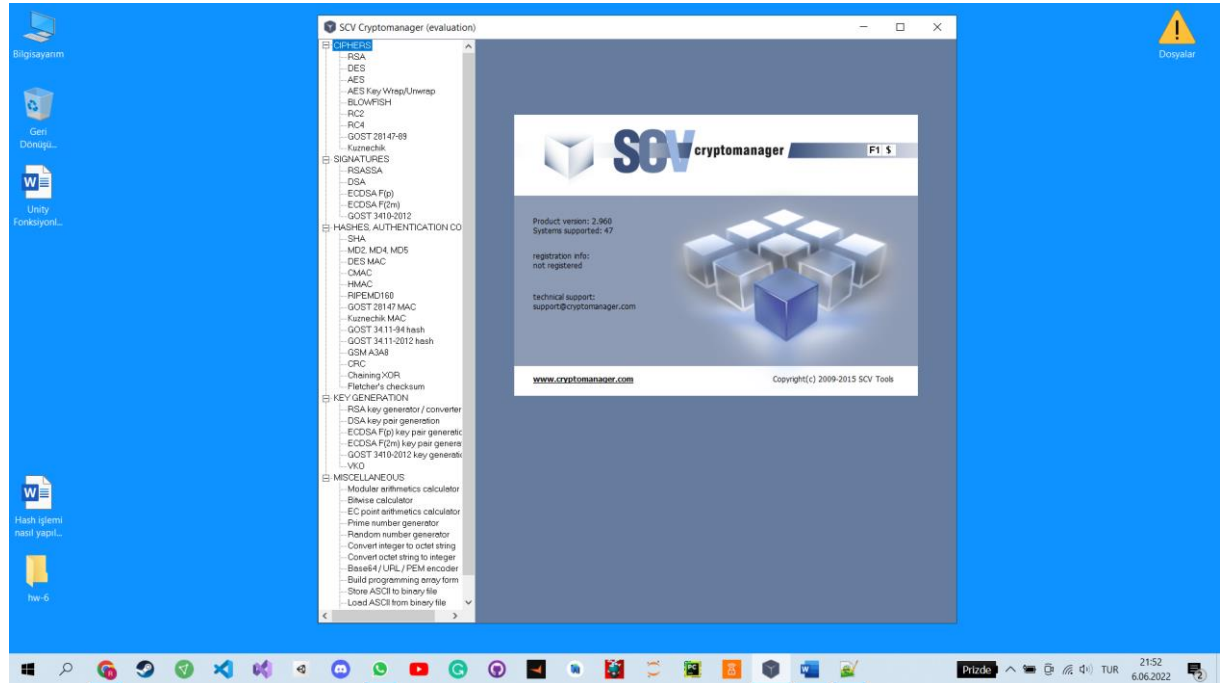 Bilgisayarım
Geri
Dönüşü...
Unity
Fonksiyonl...
Hash işlemi
nasıl yapıl...
hw-6
Dosyalar
SCV Cryptomanager (evaluation)
CIPHERS
RSA
DES
AES
AES Key Wrap/Unwrap
BLOWFISH
RC2
RC4
GOST 28147-89
Kuznechik
SIGNATURES
RSASSA
DSA
ECDSA F(p)
ECDSA F(2m)
GOST 3410-2012
HASHES, AUTHENTICATION CO
SHA
MD2, MD4, MD5
DES MAC
CMAC
HMAC
RIPEMD160
GOST 28147 MAC
Kuznechik MAC
GOST 34.11-94 hash
GOST 34.11-2012 hash
GSM A3A8
CRC
Chaining XOR
Fletcher's checksum
KEY GENERATION
RSA key generator / converter
DSA key pair generation
ECDSA F(p) key pair generatic
ECDSA F(2m) key pair genera
GOST 3410-2012 key generatic
VKO
MISCELLANEOUS
Modular arithmetics calculator
Bitwise calculator
EC point arithmetics calculator
Prime number generator
Random number generator
Convert integer to octet string
Convert octet string to integer
Base64 / URL / PEM encoder
Build programming array form
Store ASCII to binary file
Load ASCII from binary file
SCV cryptomanager F1 $
Product version: 2.960
Systems supported: 47
registration info:
not registered
technical support:
support@cryptomanager.com
www.cryptomanager.com Copyright(c) 2009-2015 SCV Tools
Prizde TUR 21:52
6.06.2022
2